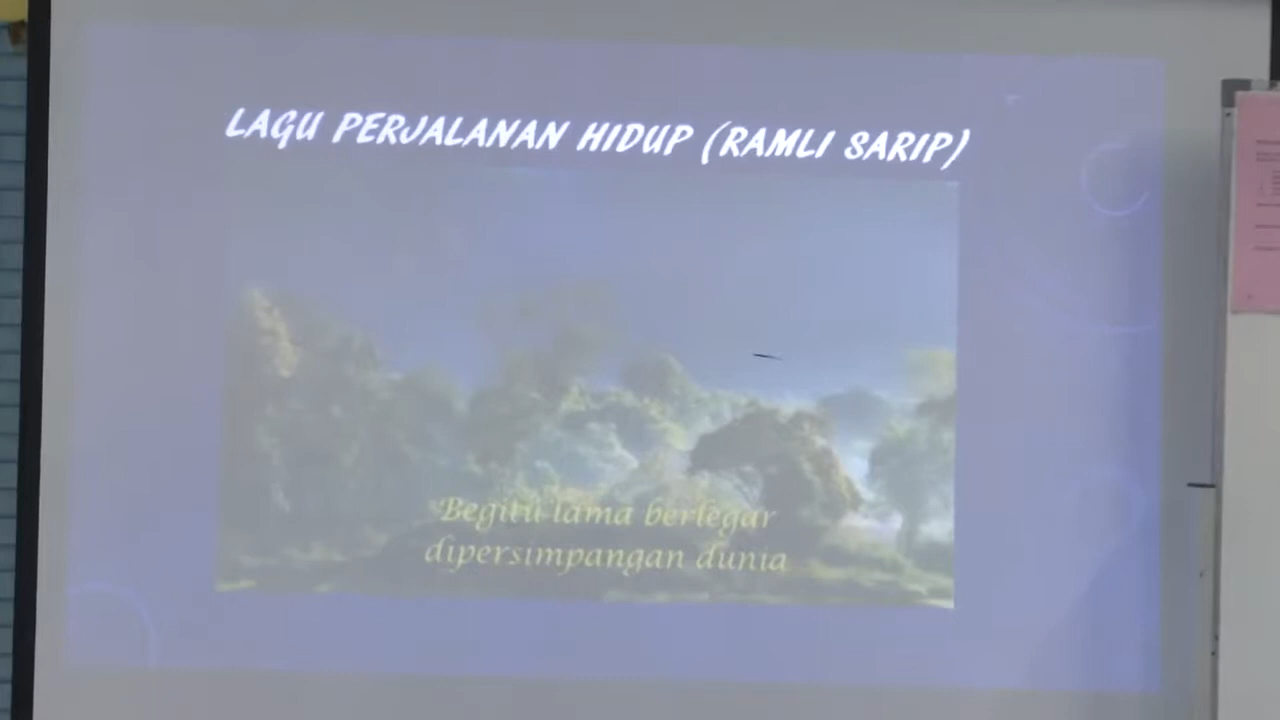 LAGU PERJALANAN HIDUP (RAMLI SARIP)
Begitu lama berlegar
dipersimpangan dunia